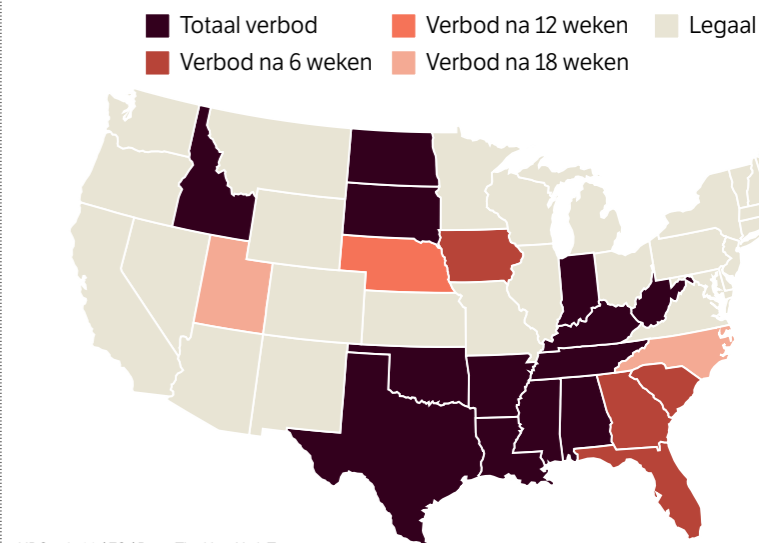 Totaal verbod
Verbod na 12 weken
Legaal
Verbod na 6 weken
Verbod na 18 weken